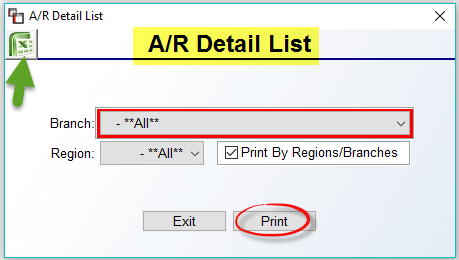 A/R Detail List
A/R Detail List
Branch: - **All**
Region: - **All** Print By Regions/Branches
Exit Print